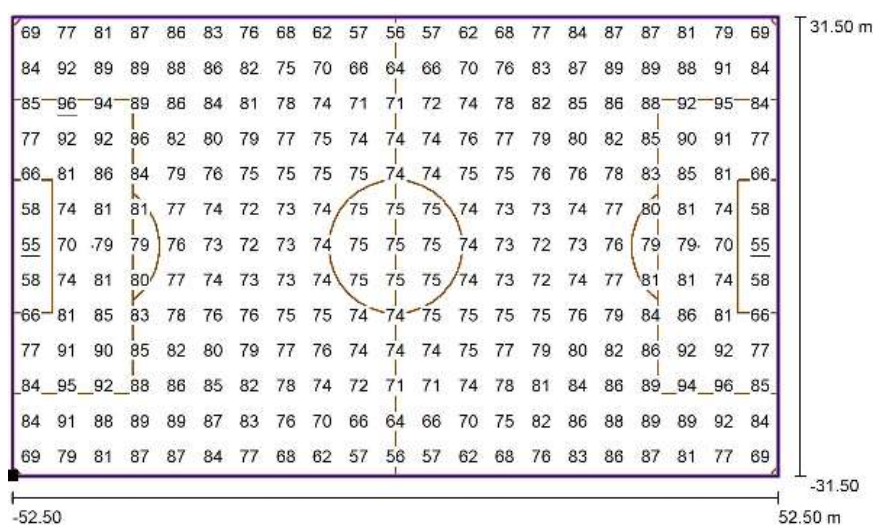 69 77 81 87 86 83 76 68 62 57 56 57 62 68 77 84 87 87 81 79 69 31.50 m
84 92 89 89 88 86 82 75 70 66 64 66 70 76 83 87 89 89 88 91 84
85 96 94 89 86 84 81 78 74 71 71 72 74 78 82 85 86 88 92 95 84
77 92 92 86 82 80 79 77 75 74 74 74 76 77 79 80 82 85 90 91 77
66 81 86 84 79 76 75 75 75 75 74 74 75 75 76 76 78 83 85 81 66
58 74 81 81 77 74 72 73 74 75 75 75 74 73 73 74 77 80 81 74 58
55 70 79 79 76 73 72 73 74 75 75 75 74 73 72 73 76 79 79 70 55
58 74 81 80 77 74 73 73 74 75 75 75 74 73 72 74 77 81 81 74 58
66 81 85 83 78 76 76 75 75 74 74 75 75 75 75 76 79 84 86 81 66
77 91 90 85 82 80 79 77 76 74 74 74 75 77 79 80 82 86 92 92 77
84 95 92 88 86 85 82 78 74 72 71 71 74 78 81 84 86 89 94 96 85
84 91 88 89 89 87 83 76 70 66 64 66 70 75 82 86 88 89 89 92 84
69 79 81 87 87 84 77 68 62 57 56 57 62 68 76 83 86 87 81 77 69
-31.50
-52.50 52.50 m